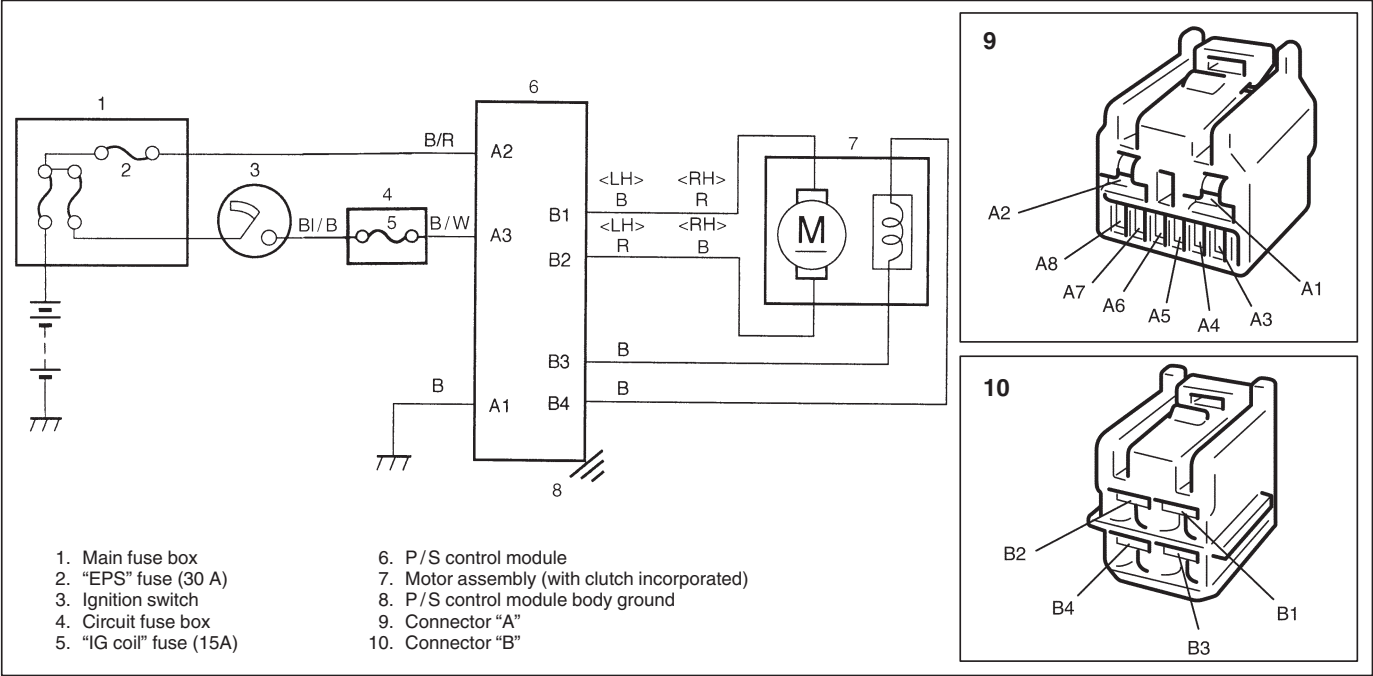 1
2
3
4
5
6
7
8
B/R
Bl/B
B/W
A2
A3
A1
B
B1
B2
B3
B4
<LH> <RH>
B R
<LH> <RH>
R B
B
B
M
1. Main fuse box
2. “EPS” fuse (30 A)
3. Ignition switch
4. Circuit fuse box
5. “IG coil” fuse (15A)
6. P/S control module
7. Motor assembly (with clutch incorporated)
8. P/S control module body ground
9. Connector “A”
10. Connector “B”
9
A2
A8
A7
A6
A5
A4
A3
A1
10
B2
B4
B3
B1